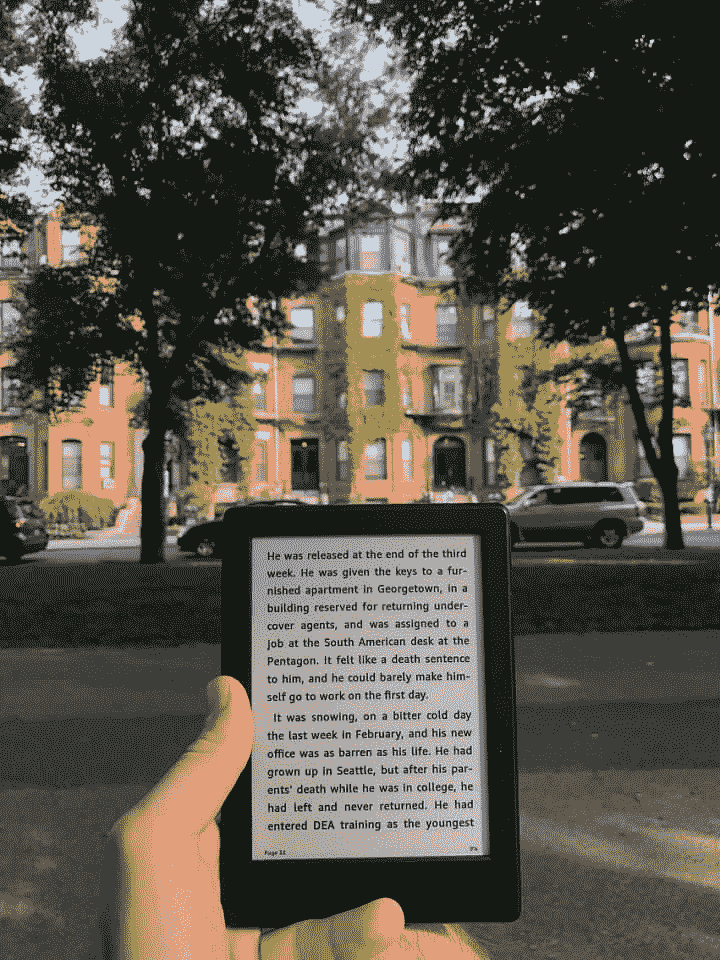 He was released at the end of the third
week. He was given the keys to a fur-
nished apartment in Georgetown, in a
building reserved for returning under-
cover agents, and was assigned to a
job at the South American desk at the
Pentagon. It felt like a death sentence
to him, and he could barely make him-
self go to work on the first day.
It was snowing, on a bitter cold day
the last week in February, and his new
office was as barren as his life. He had
grown up in Seattle, but after his par-
ents' death while he was in college, he
had left and never returned. He had
entered DEA training as the youngest
Page